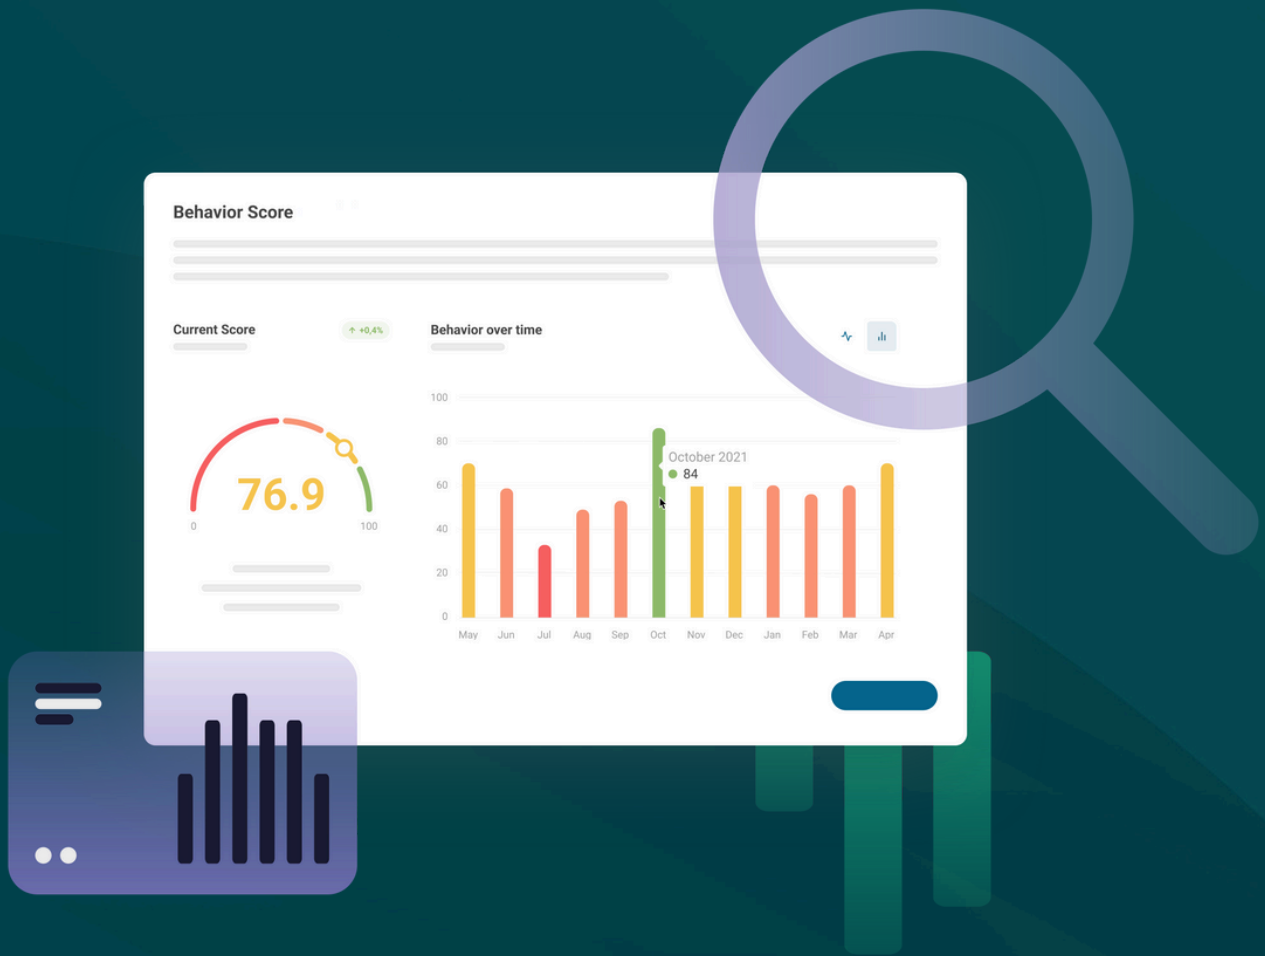 Behavior Score
Current Score
↑ +0,4%
76.9
0
100
Behavior over time
100
80
60
40
20
0
October 2021
84
May Jun Jul Aug Sep Oct Nov Dec Jan Feb Mar Apr